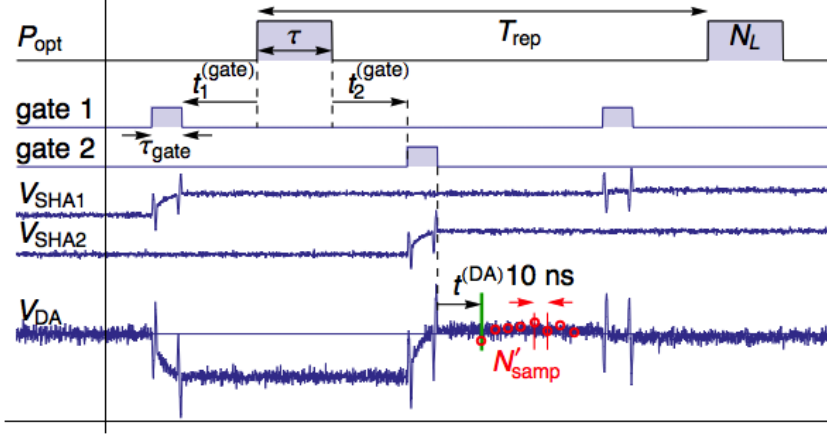 P_opt τ T_rep N_L
t_1^(gate) t_2^(gate)
gate 1
τ_gate
gate 2
V_SHA1
V_SHA2
t^(DA) 10 ns
V_DA
N'_samp